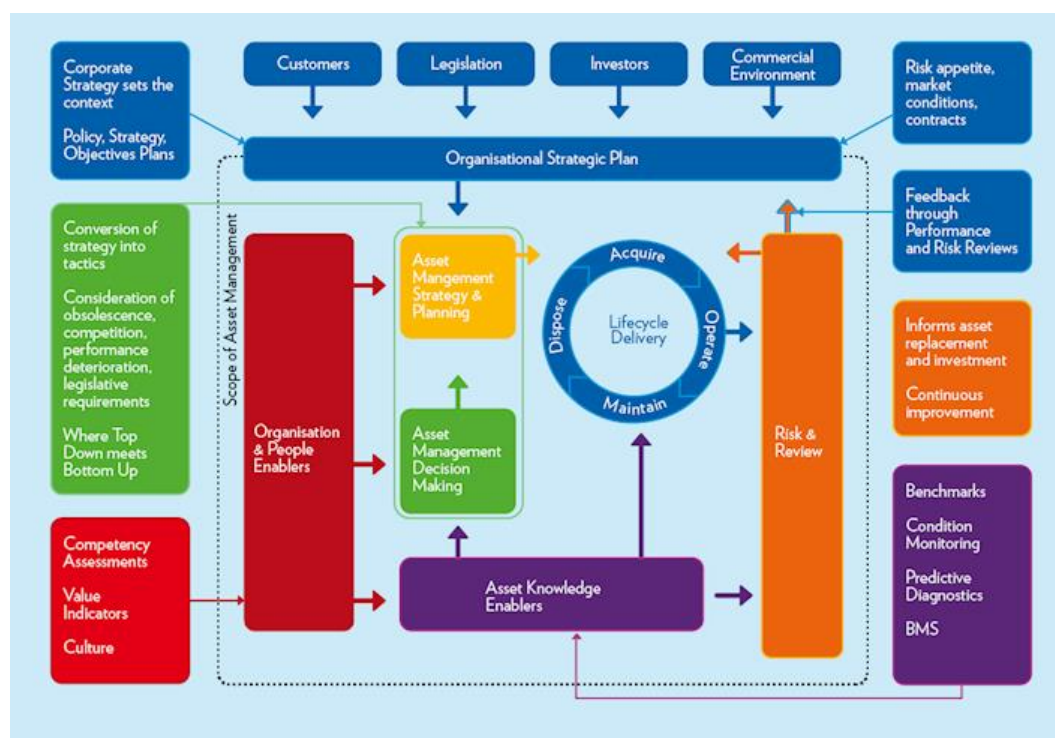 Corporate
Strategy sets the
context
Policy, Strategy,
Objectives Plans
Customers
Legislation
Investors
Commercial
Environment
Risk appetite,
market
conditions,
contracts
Organisational Strategic Plan
Conversion of
strategy into
tactics
Consideration of
obsolescence,
competition,
performance
deterioration,
legislative
requirements
Where Top
Down meets
Bottom Up
Scope of Asset Management
Organisation
& People
Enablers
Asset
Mangement
Strategy &
Planning
Asset
Management
Decision
Making
Acquire
Operate
Maintain
Dispose
Lifecycle
Delivery
Risk &
Review
Feedback
through
Performance
and Risk Reviews
Informs asset
replacement
and investment
Continuous
improvement
Competency
Assessments
Value
Indicators
Culture
Asset Knowledge
Enablers
Benchmarks
Condition
Monitoring
Predictive
Diagnostics
BMS